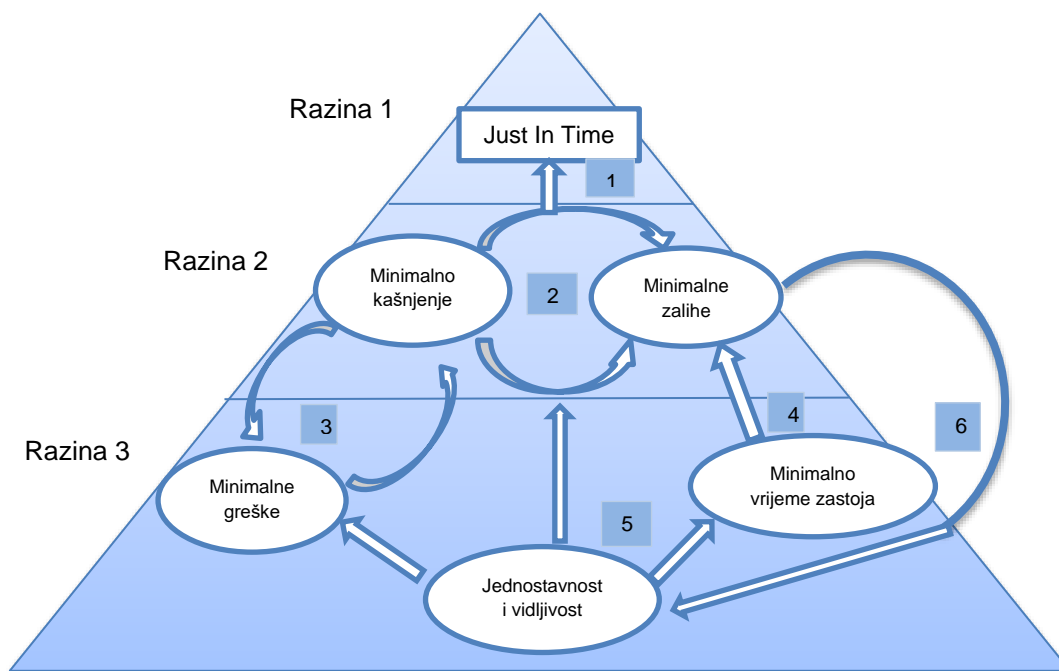 Razina 1
Just In Time
1
Razina 2
Minimalno
kašnjenje
2
Minimalne
zalihe
Razina 3
3
4
6
Minimalne
greške
Minimalno
vrijeme zastoja
5
Jednostavnost
i vidljivost